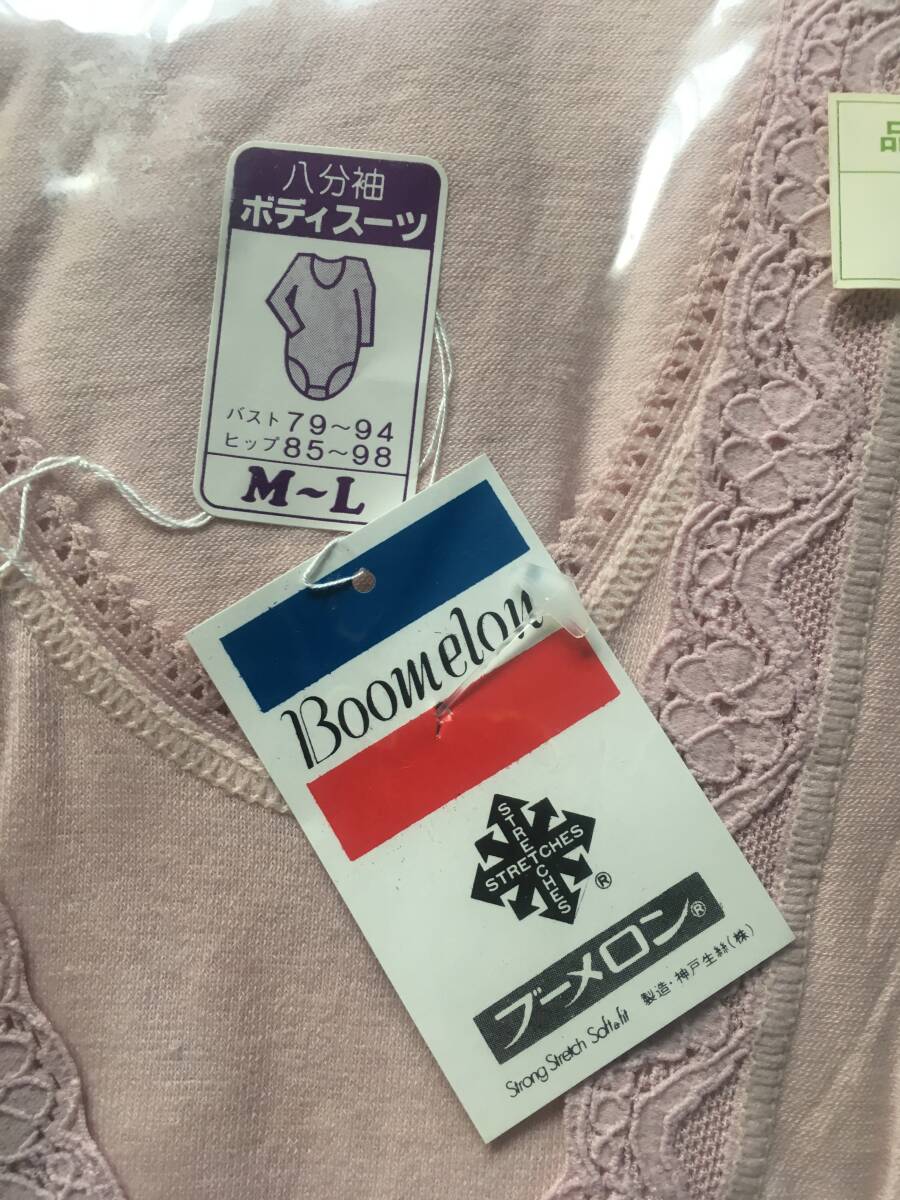 八分袖
ボディスーツ
バスト79～94
ヒップ85～98
M～L
品
Boomelon
STRETCHES
STRETCHES
®
ブーメロン®
製造・神戸生絲(株)
Strong Stretch Soft & fit